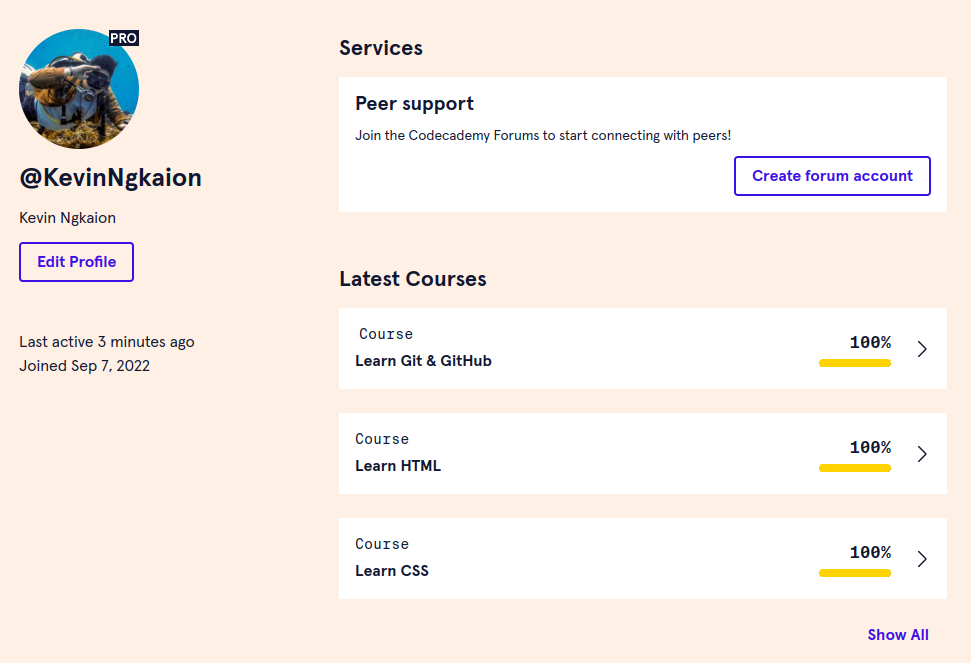 PRO
@KevinNgkaion
Kevin Ngkaion
Edit Profile
Last active 3 minutes ago
Joined Sep 7, 2022
Services
Peer support
Join the Codecademy Forums to start connecting with peers!
Create forum account
Latest Courses
Course
Learn Git & GitHub
100%
Course
Learn HTML
100%
Course
Learn CSS
100%
Show All